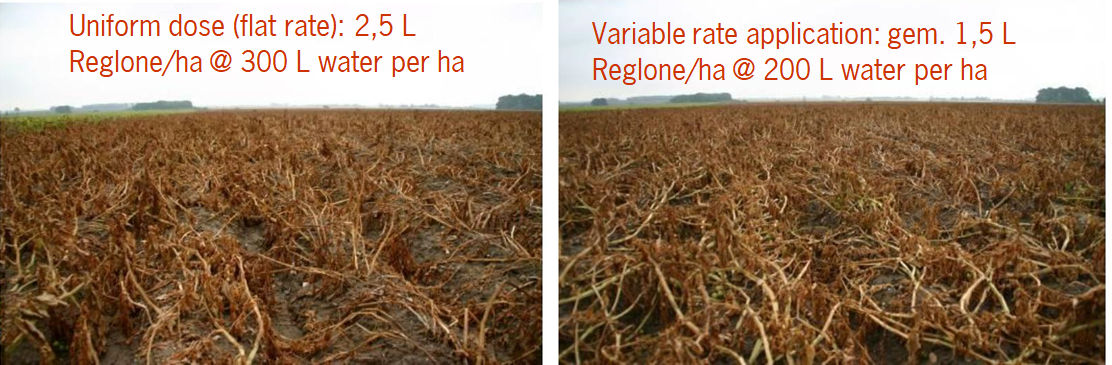 Uniform dose (flat rate): 2,5 L
Reglone/ha @ 300 L water per ha
Variable rate application: gem. 1,5 L
Reglone/ha @ 200 L water per ha